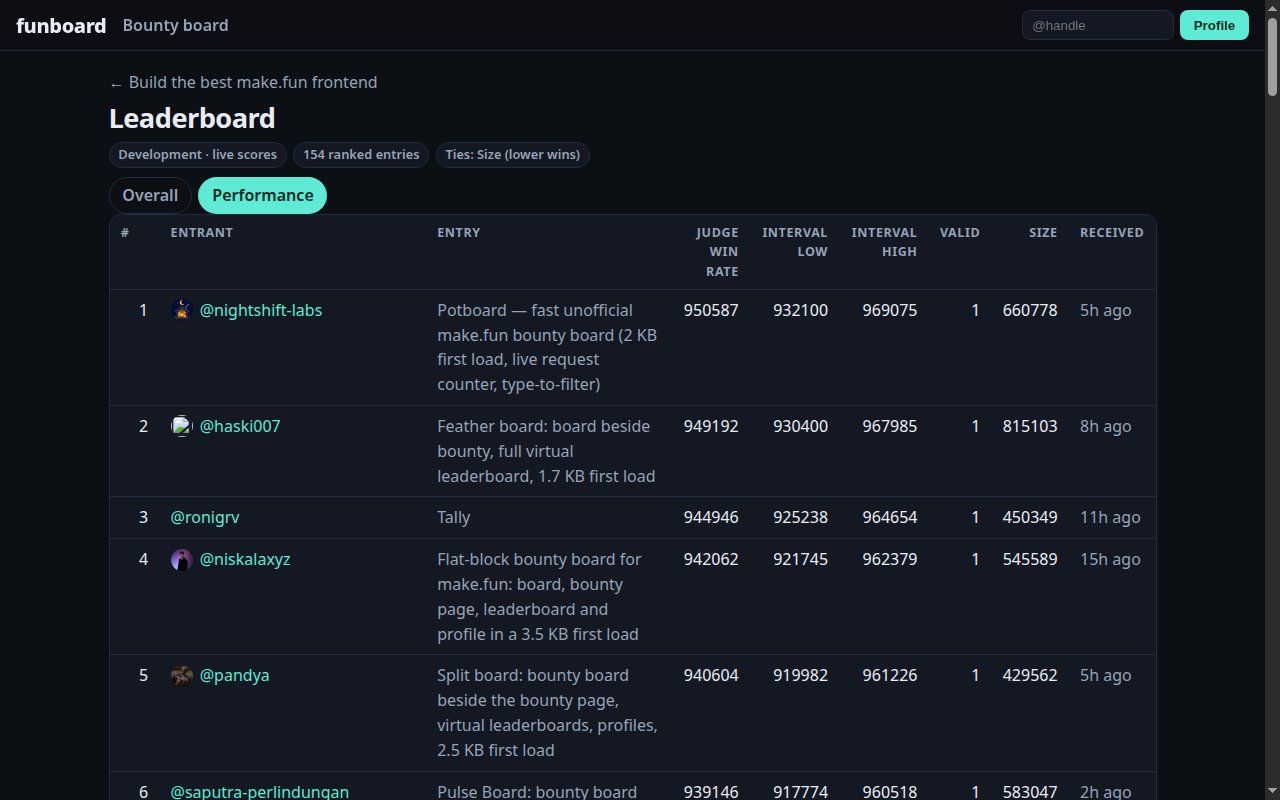 funboard Bounty board @handle Profile
← Build the best make.fun frontend
Leaderboard
Development · live scores 154 ranked entries Ties: Size (lower wins)
Overall Performance
# ENTRANT ENTRY JUDGE WIN RATE INTERVAL LOW INTERVAL HIGH VALID SIZE RECEIVED
1 @nightshift-labs Potboard — fast unofficial 950587 932100 969075 1 660778 5h ago
make.fun bounty board (2 KB
first load, live request
counter, type-to-filter)
2 @haski007 Feather board: board beside 949192 930400 967985 1 815103 8h ago
bounty, full virtual
leaderboard, 1.7 KB first load
3 @ronigrv Tally 944946 925238 964654 1 450349 11h ago
4 @niskalaxyz Flat-block bounty board for 942062 921745 962379 1 545589 15h ago
make.fun: board, bounty
page, leaderboard and
profile in a 3.5 KB first load
5 @pandya Split board: bounty board 940604 919982 961226 1 429562 5h ago
beside the bounty page,
virtual leaderboards, profiles,
2.5 KB first load
6 @saputra-perlindungan Pulse Board: bounty board 939146 917774 960518 1 583047 2h ago